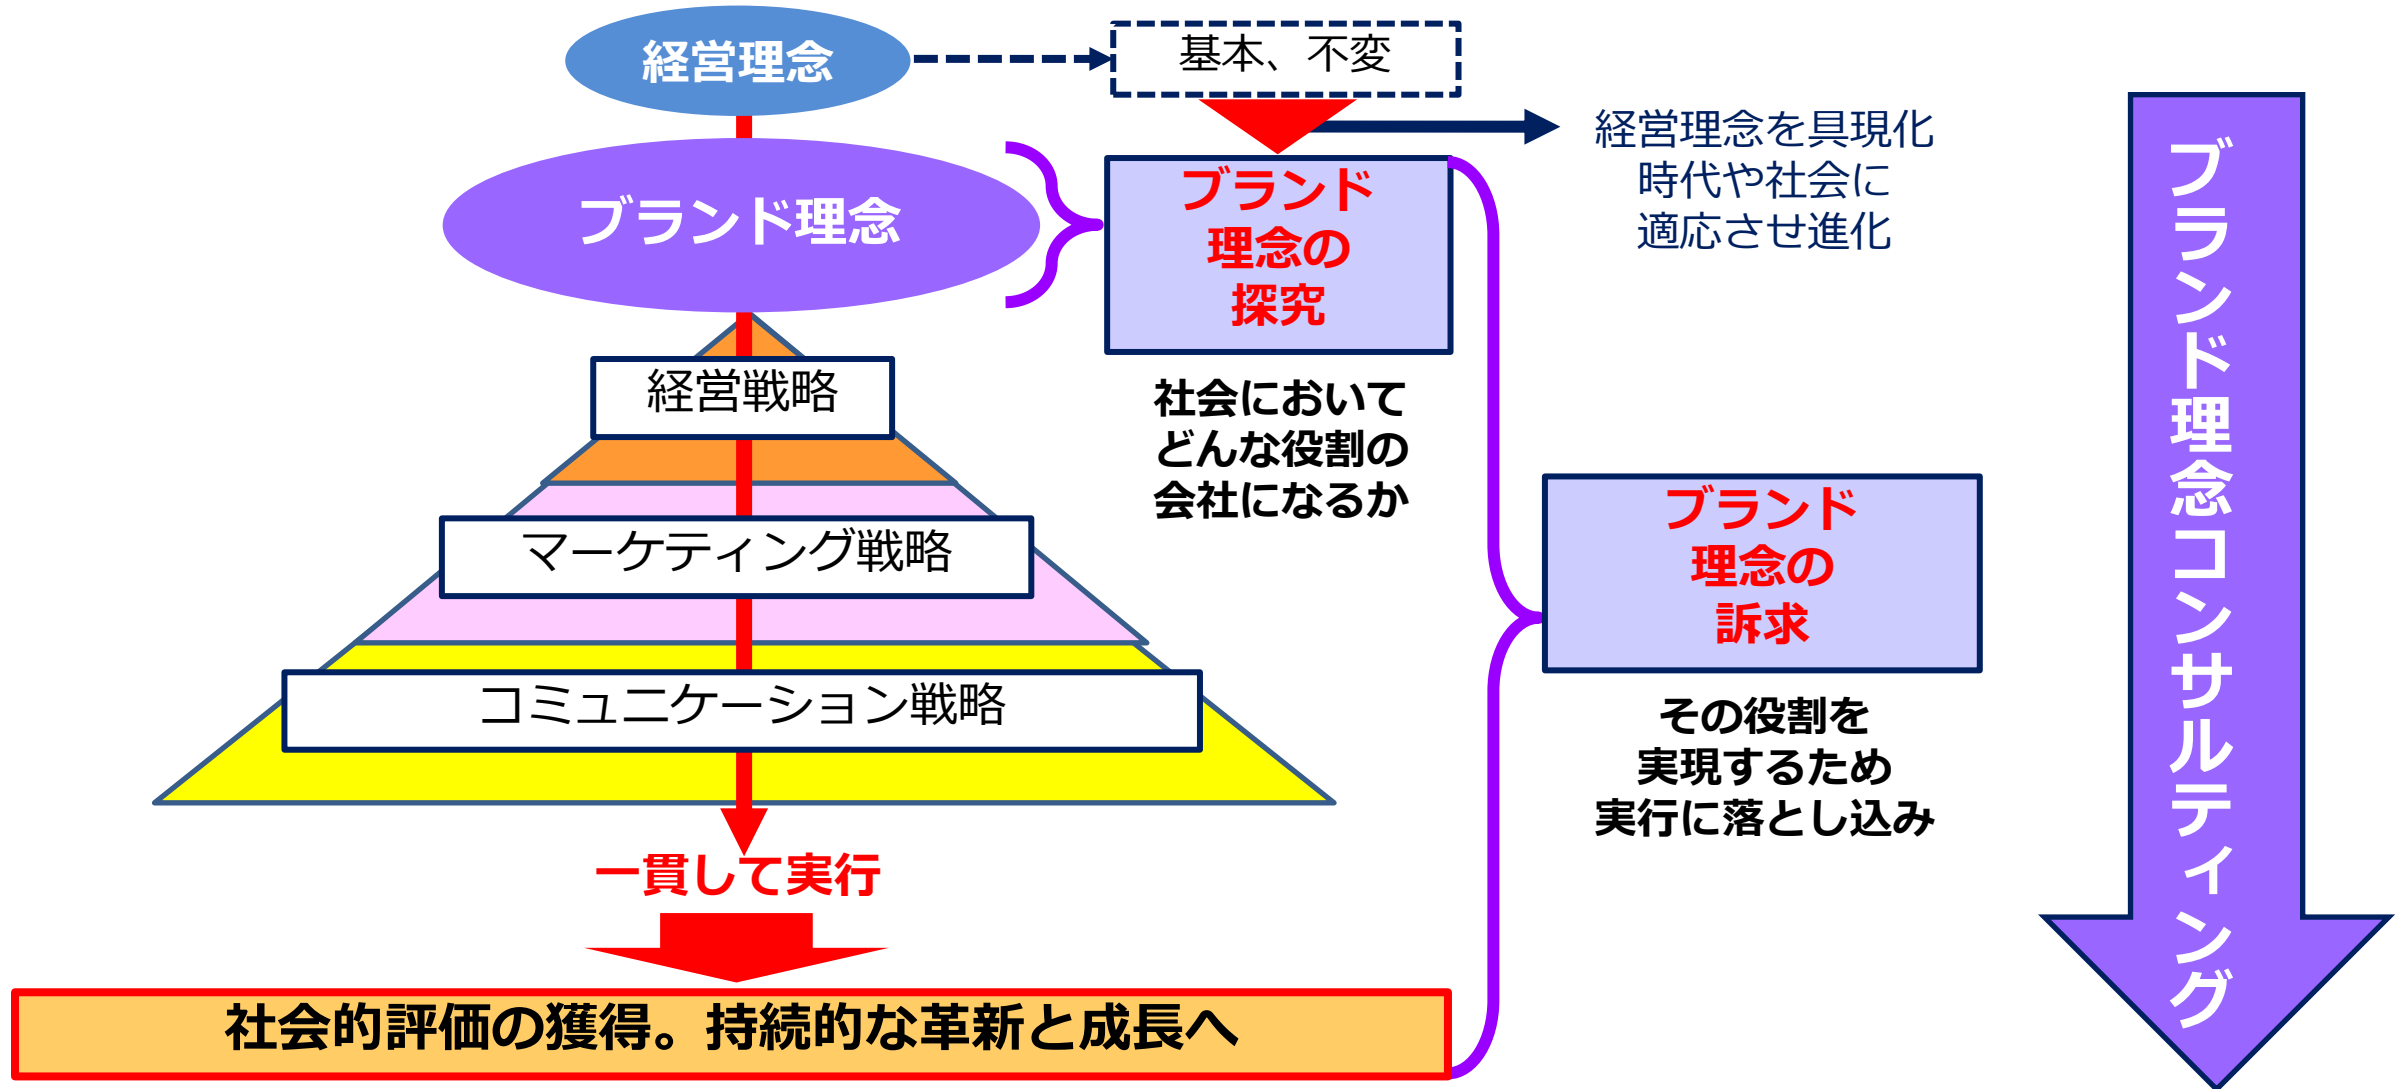 経営理念
基本、不変
経営理念を具現化
時代や社会に
適応させ進化
ブランド理念
ブランド
理念の
探究
社会において
どんな役割の
会社になるか
経営戦略
マーケティング戦略
コミュニケーション戦略
ブランド
理念の
訴求
その役割を
実現するため
実行に落とし込み
一貫して実行
社会的評価の獲得。持続的な革新と成長へ
ブランド理念コンサルティング